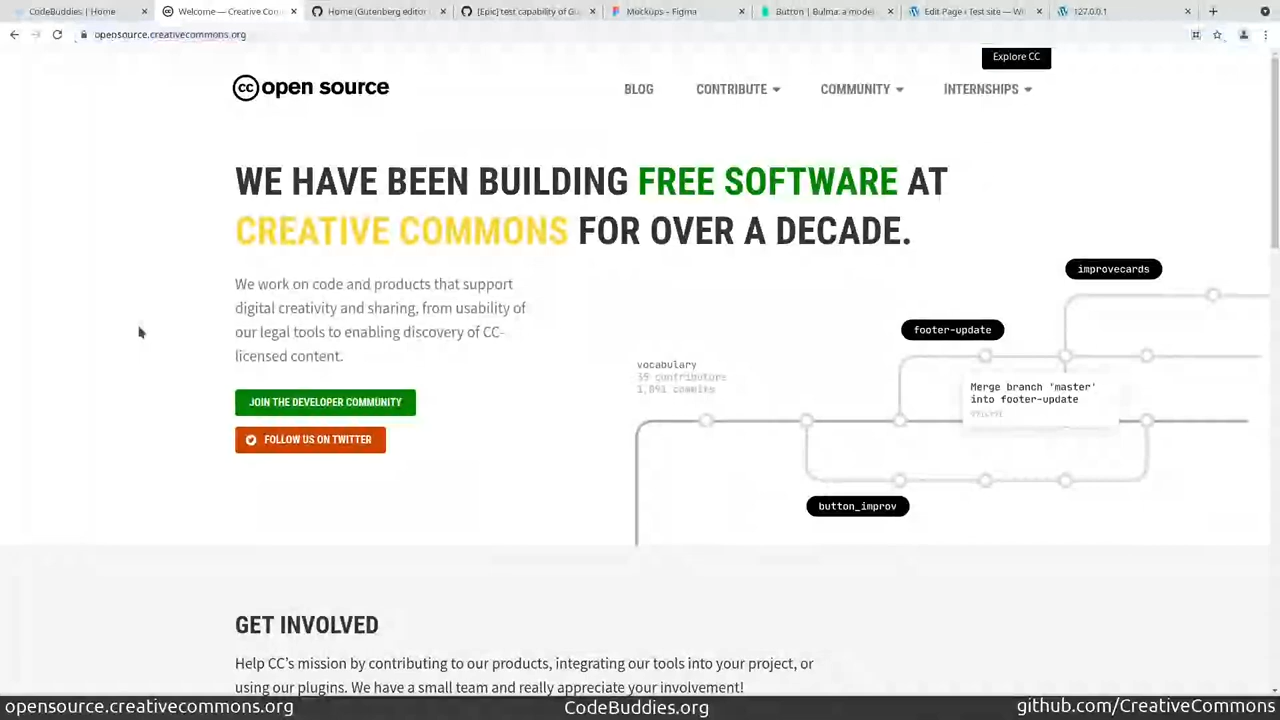 CodeBuddies | Home
Welcome — Creative Com
Home (Gutenberg editor
[Epic] test capability of Gu
Mockups – Figma
Button | Bulma: a model
Edit Page ‹ Test site — Wi
127.0.0.1
opensource.creativecommons.org
Explore CC
cc open source
BLOG
CONTRIBUTE
COMMUNITY
INTERNSHIPS
WE HAVE BEEN BUILDING FREE SOFTWARE AT
CREATIVE COMMONS FOR OVER A DECADE.
We work on code and products that support
digital creativity and sharing, from usability of
our legal tools to enabling discovery of CC-
licensed content.
JOIN THE DEVELOPER COMMUNITY
FOLLOW US ON TWITTER
improvecards
footer-update
vocabulary
35 contributors
1,091 commits
Merge branch 'master'
into footer-update
button_improv
GET INVOLVED
Help CC's mission by contributing to our products, integrating our tools into your project, or
using our plugins. We have a small team and really appreciate your involvement!
opensource.creativecommons.org
CodeBuddies.org
github.com/CreativeCommons